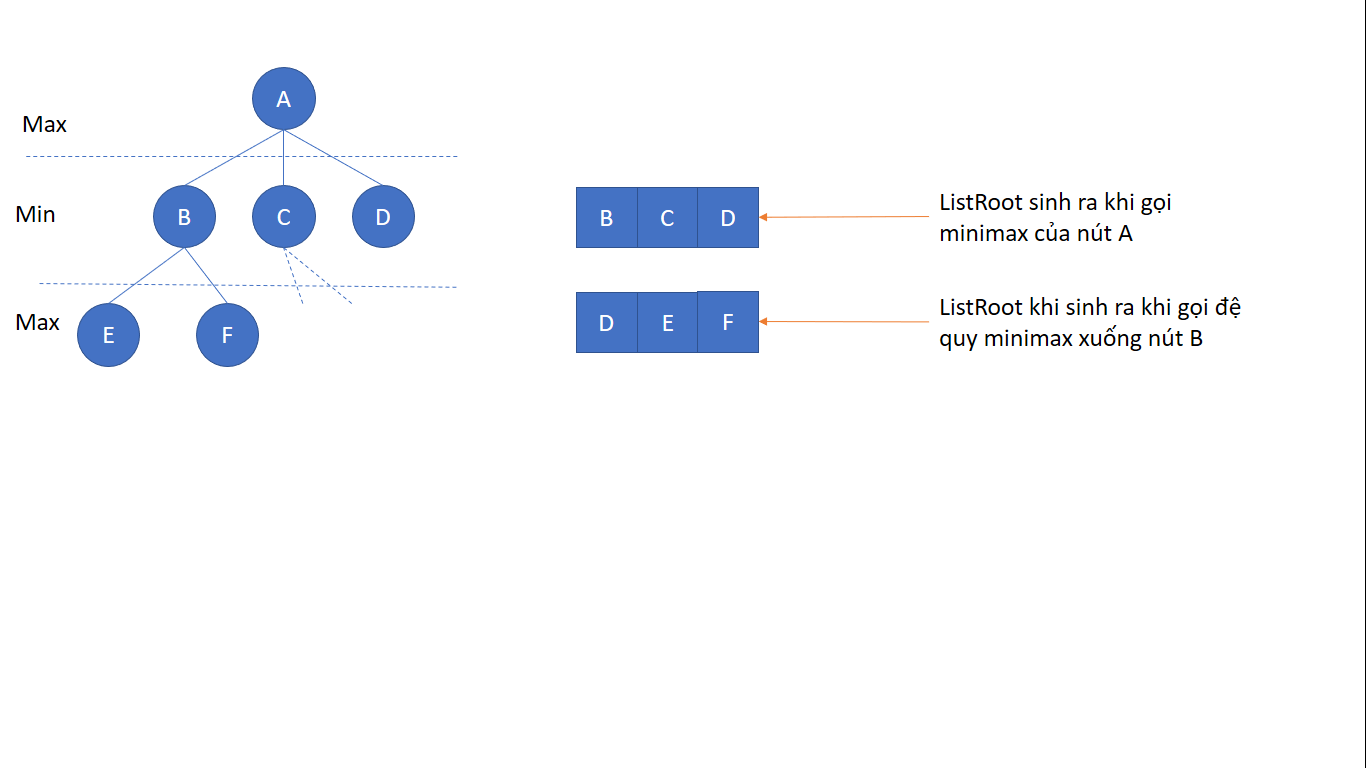 A
Max
Min
B
C
D
B C D
ListRoot sinh ra khi gọi
minimax của nút A
Max
E
F
D E F
ListRoot khi sinh ra khi gọi đệ
quy minimax xuống nút B